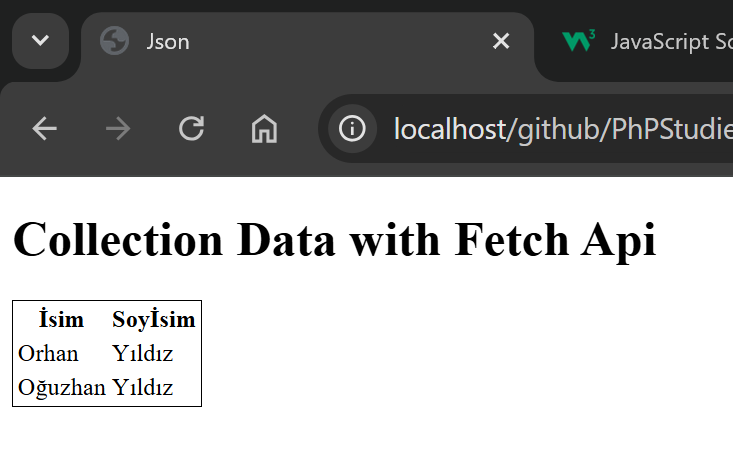 Json
JavaScript Sc
localhost/github/PhPStudie
Collection Data with Fetch Api
İsim Soyİsim
Orhan Yıldız
Oğuzhan Yıldız